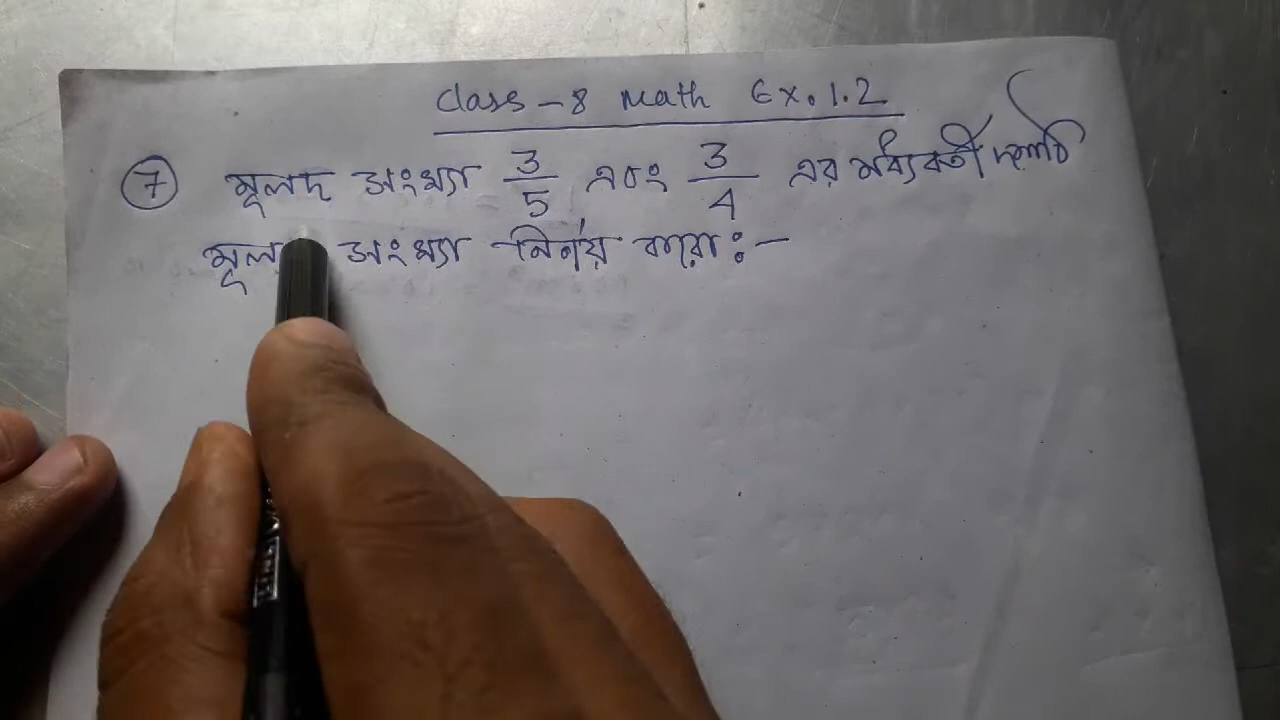 Class - 8 Math Ex. 1.2
7 মূলদ সংখ্যা 3/5 এবং 3/4 এর মধ্যবর্তী দশটি
মূল সংখ্যা নির্ণয় করো :-